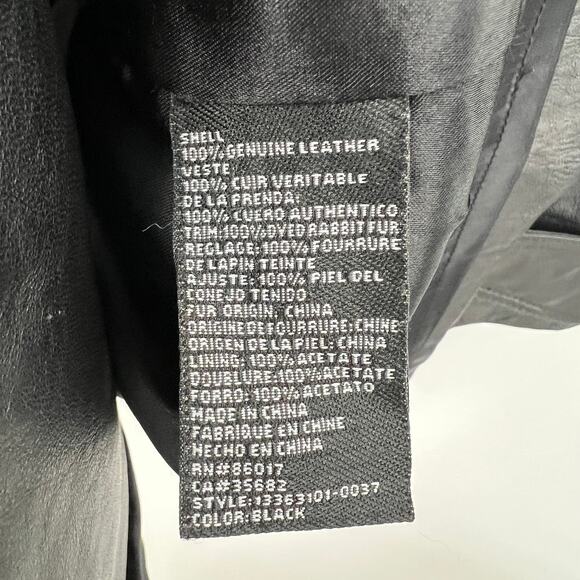 SHELL
100% GENUINE LEATHER
VESTE
100% CUIR VERITABLE
DE LA PRENDA:
100% CUERO AUTHENTICO
TRIM:100% DYED RABBIT FUR
REGLAGE: 100% FOURRURE
DE LAPIN TEINTE
AJUSTE: 100% PIEL DEL
CONEJO TENIDO
FUR ORIGIN: CHINA
ORIGINE DE FOURRURE: CHINE
ORIGEN DE LA PIEL: CHINA
LINING: 100% ACETATE
DOUBLURE:100% ACETATE
FORRO: 100% ACETATO
MADE IN CHINA
FABRIQUE EN CHINE
HECHO EN CHINA
RN#86017
CA#35682
STYLE:13363101-0037
COLOR:BLACK